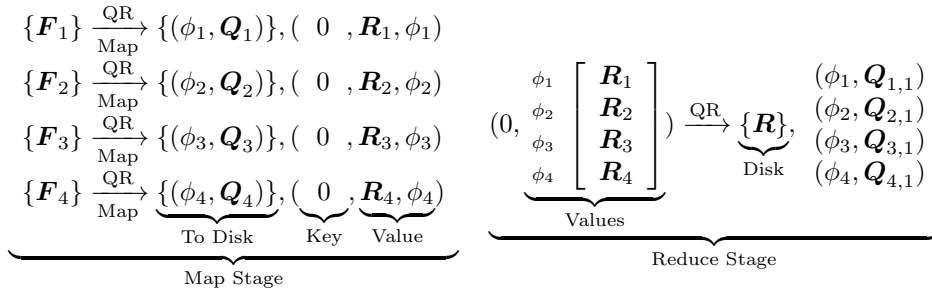 {F₁} QR Map → {(ϕ₁, Q₁)}, ( 0 , R₁, ϕ₁)
{F₂} QR Map → {(ϕ₂, Q₂)}, ( 0 , R₂, ϕ₂)
{F₃} QR Map → {(ϕ₃, Q₃)}, ( 0 , R₃, ϕ₃)
{F₄} QR Map → {(ϕ₄, Q₄)}, ( 0 , R₄, ϕ₄)
To Disk Key Value
Map Stage
ϕ₁ [ R₁ ] (ϕ₁, Q₁,₁)
ϕ₂ [ R₂ ] (ϕ₂, Q₂,₁)
(0, ) QR → {R},
ϕ₃ [ R₃ ] (ϕ₃, Q₃,₁)
ϕ₄ [ R₄ ] (ϕ₄, Q₄,₁)
Values Disk
Reduce Stage